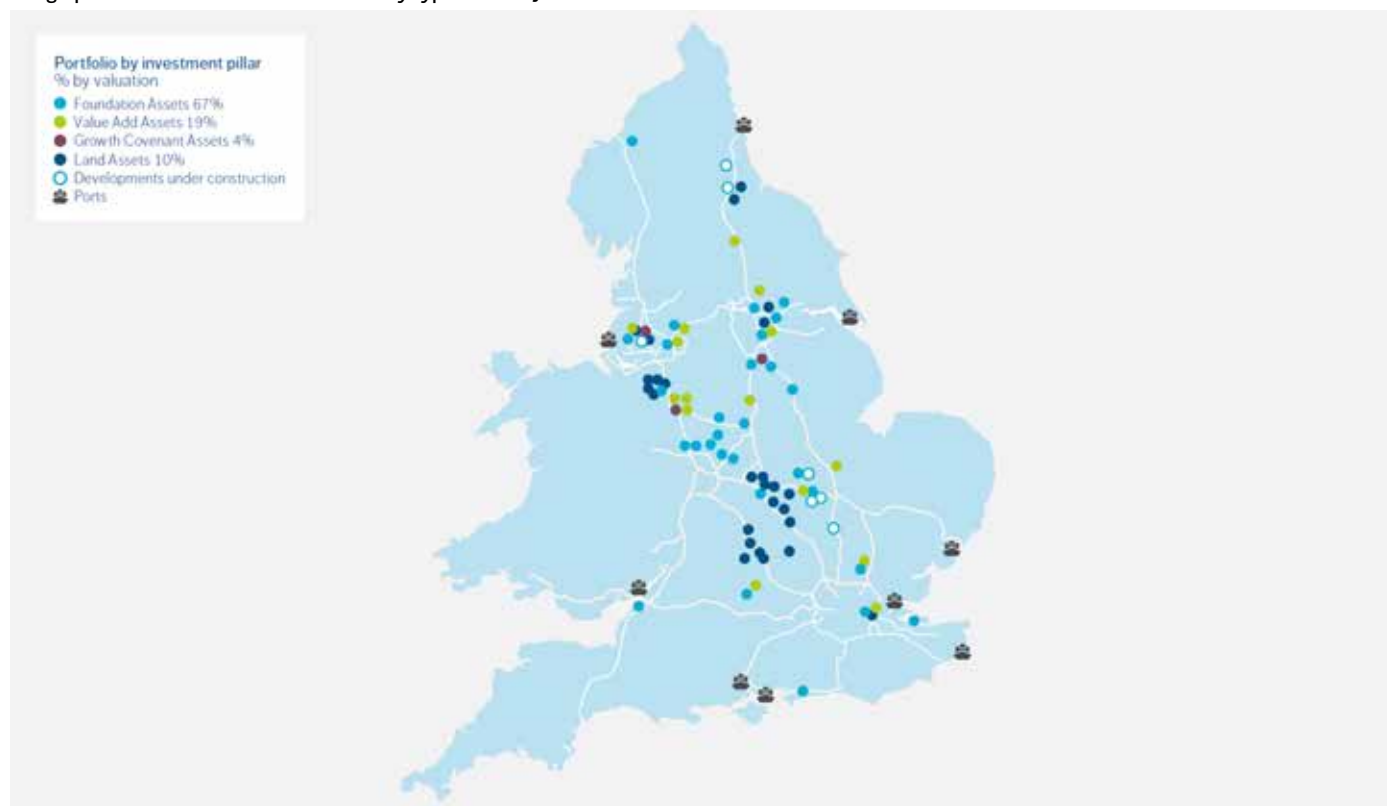 Portfolio by investment pillar
% by valuation
Foundation Assets 67%
Value Add Assets 19%
Growth Covenant Assets 4%
Land Assets 10%
Developments under construction
Ports